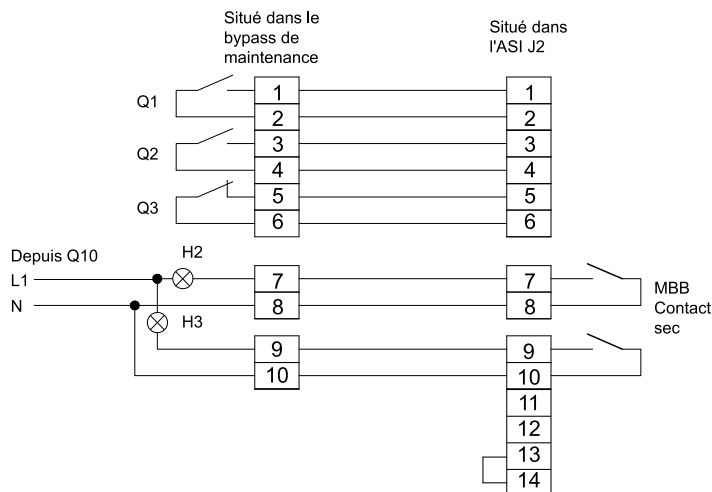 Situé dans le
bypass de
maintenance
Situé dans
l'ASI J2
Q1
1
1
2
2
Q2
3
3
4
4
Q3
5
5
6
6
Depuis Q10
H2
L1
7
7
MBB
Contact
sec
N
8
8
H3
9
9
10
10
11
12
13
14